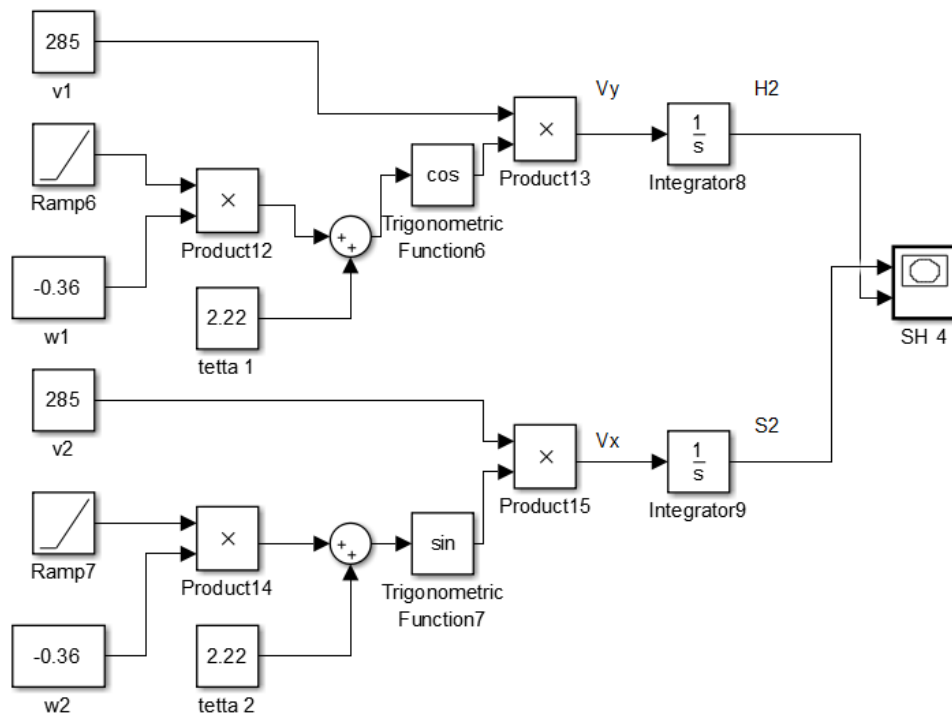 285
v1
Ramp6
-0.36
w1
×
Product12
2.22
tetta 1
+
+
cos
Trigonometric
Function6
×
Product13
Vy
1
s
Integrator8
H2
SH 4
285
v2
Ramp7
-0.36
w2
×
Product14
2.22
tetta 2
+
+
sin
Trigonometric
Function7
×
Product15
Vx
1
s
Integrator9
S2